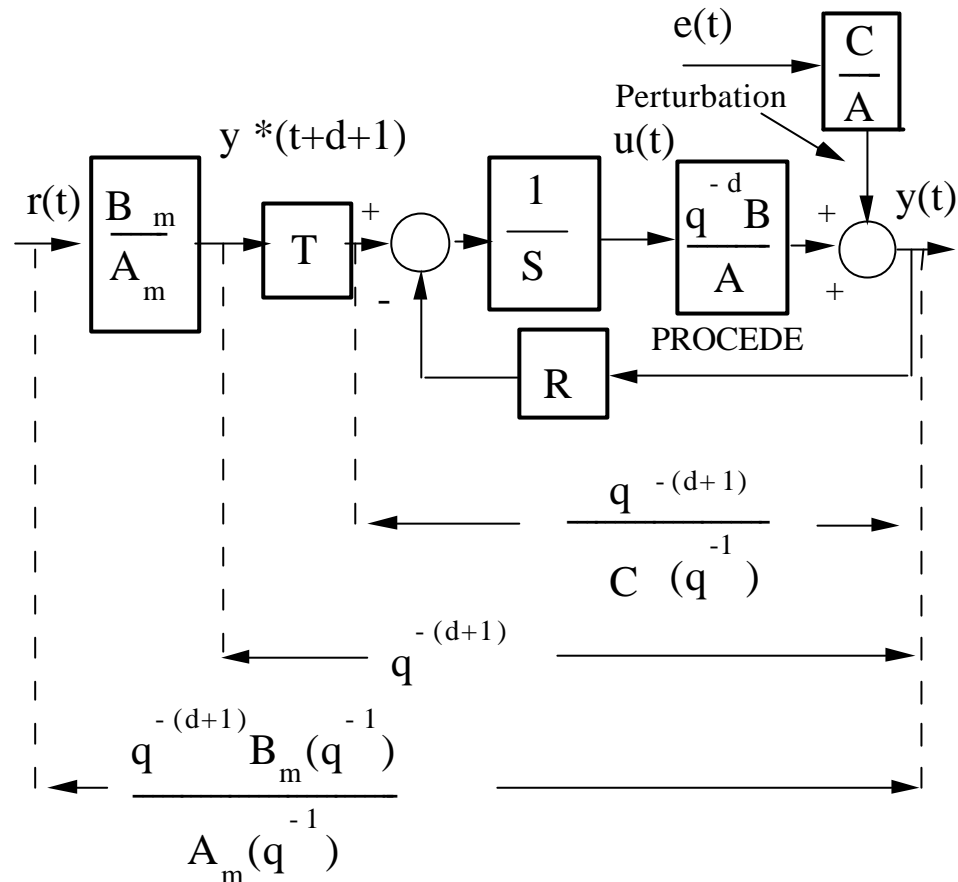 e(t)
C
A
Perturbation
y *(t+d+1)
u(t)
r(t)
B m
A m
T
+
-
1
S
q - d B
A
+
+
y(t)
PROCEDE
R
q - (d+1)
C (q -1)
q - (d+1)
q - (d+1) B m (q - 1)
A m (q - 1)